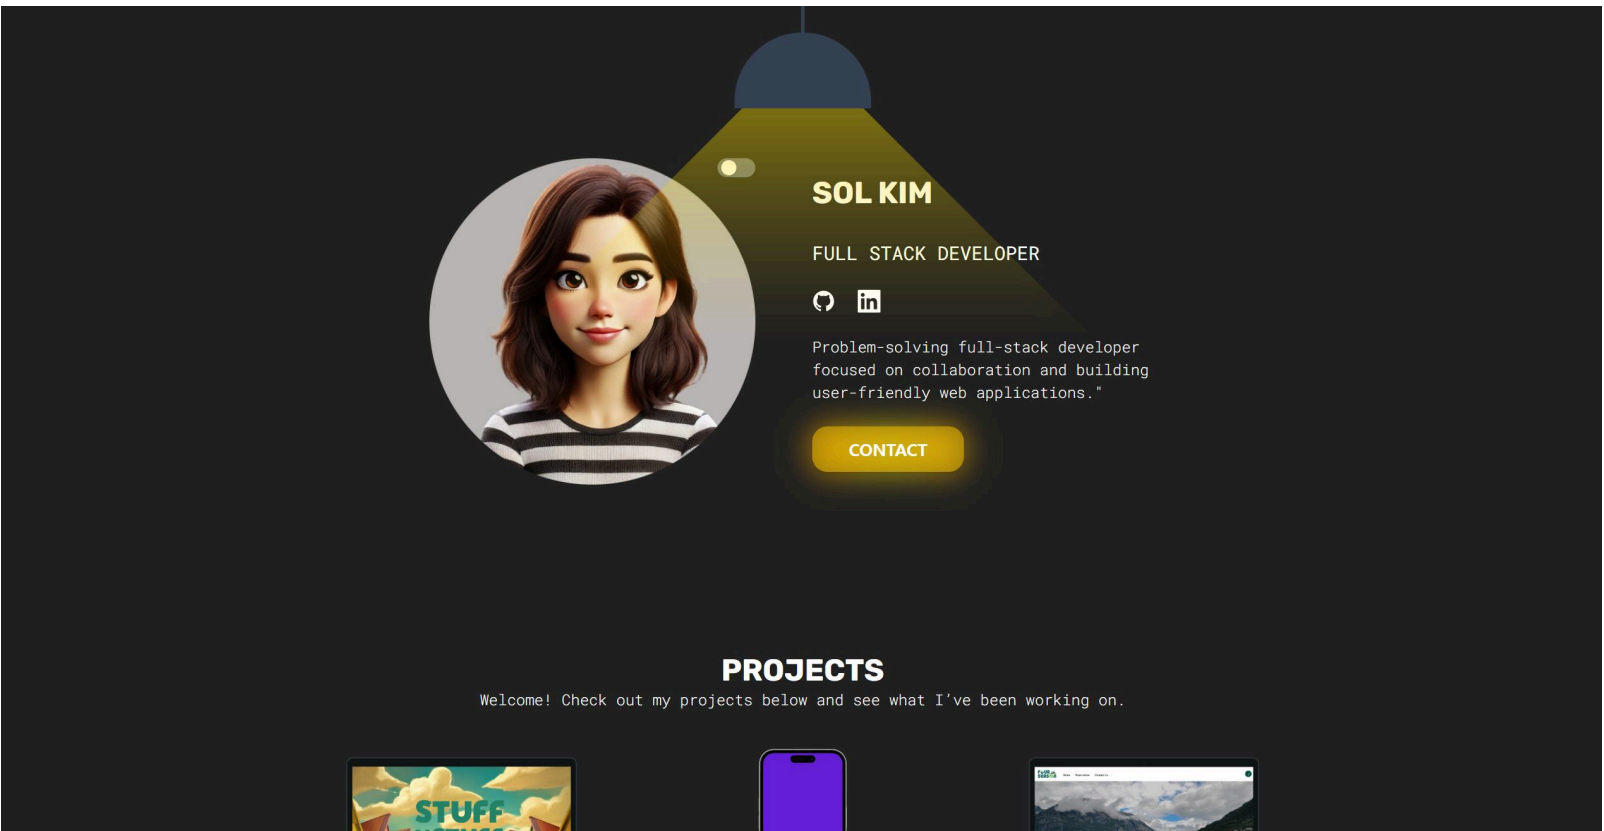 SOL KIM
FULL STACK DEVELOPER
in
Problem-solving full-stack developer
focused on collaboration and building
user-friendly web applications."
CONTACT
PROJECTS
Welcome! Check out my projects below and see what I've been working on.
STUFF